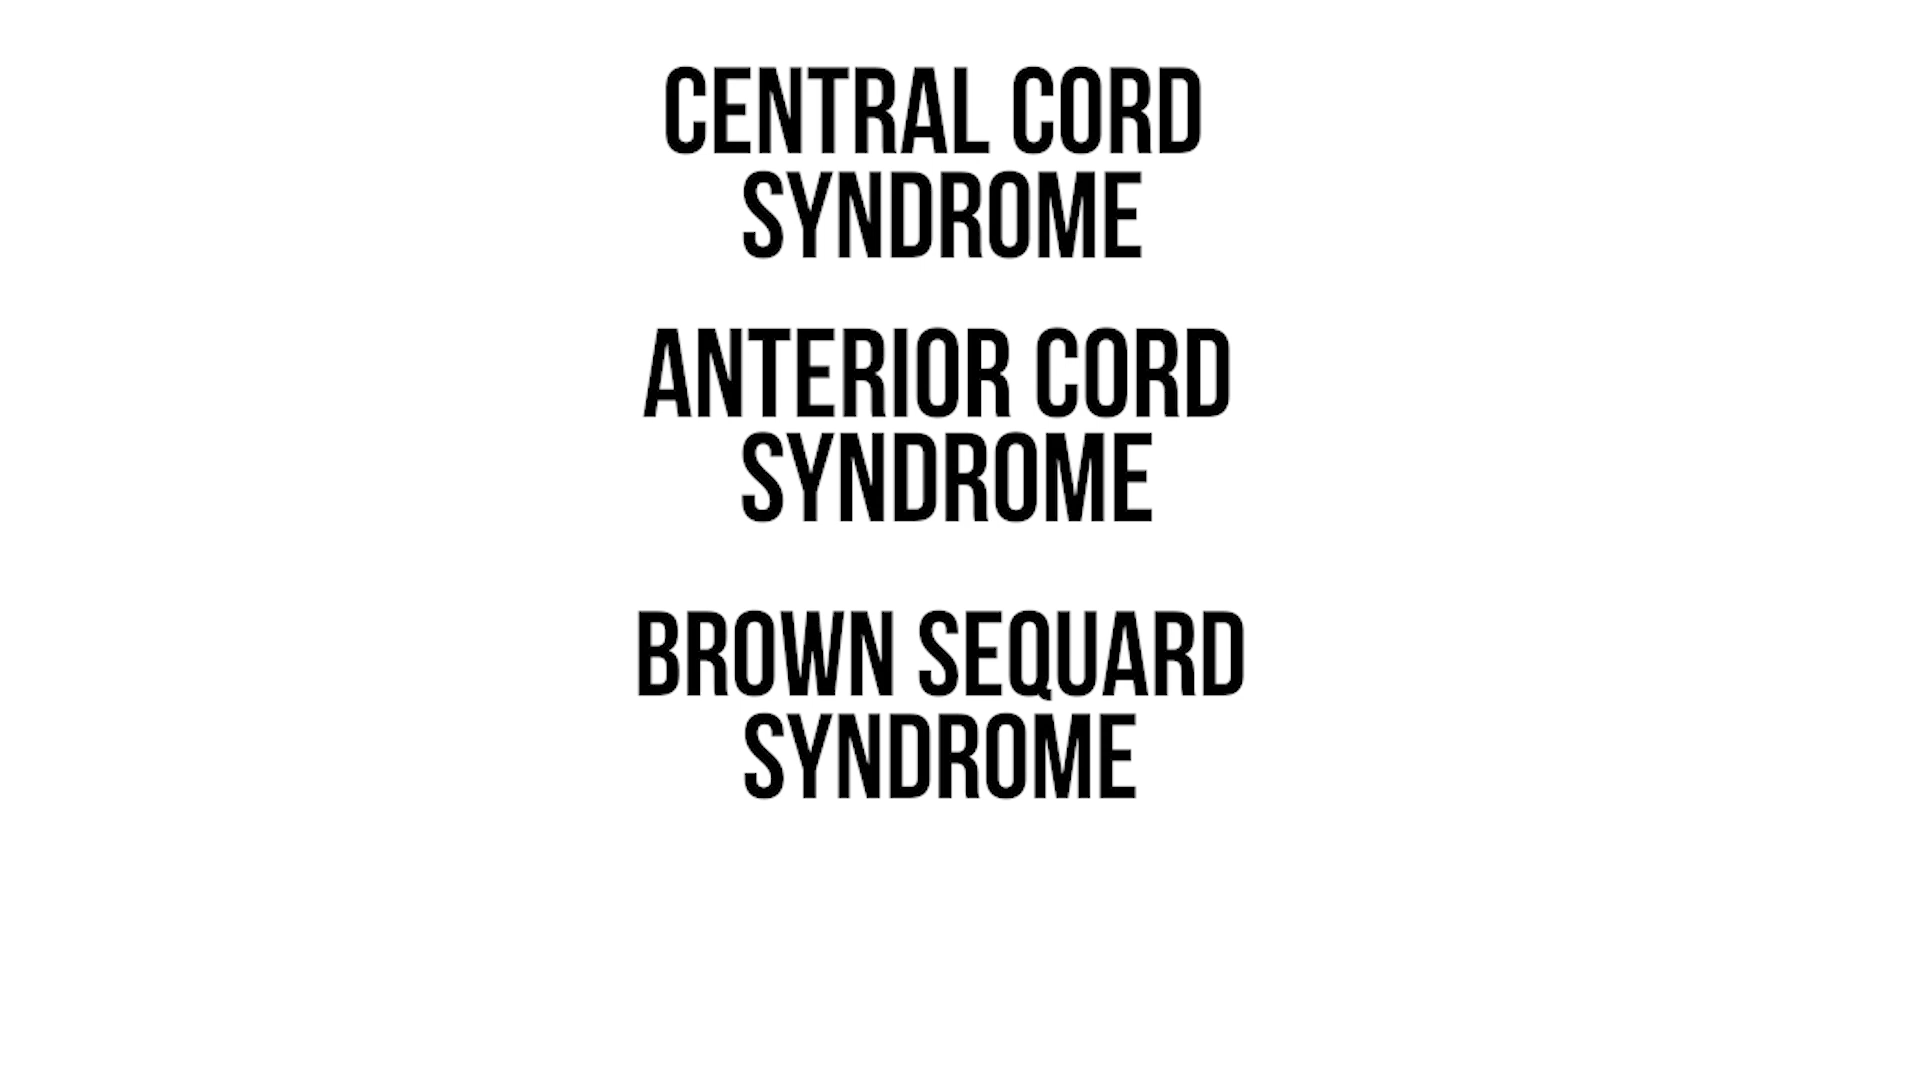 CENTRAL CORD
SYNDROME
ANTERIOR CORD
SYNDROME
BROWN SEQUARD
SYNDROME